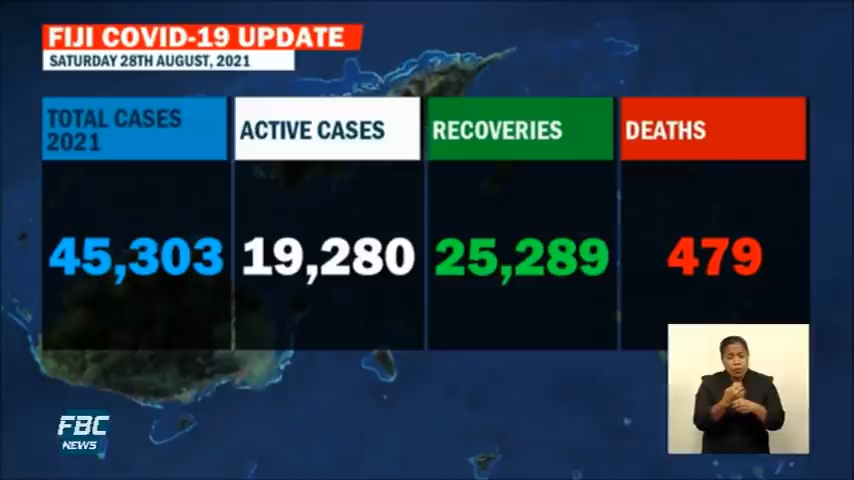 FIJI COVID-19 UPDATE
SATURDAY 28TH AUGUST, 2021
TOTAL CASES
2021
ACTIVE CASES
RECOVERIES
DEATHS
45,303
19,280
25,289
479
FBC
NEWS